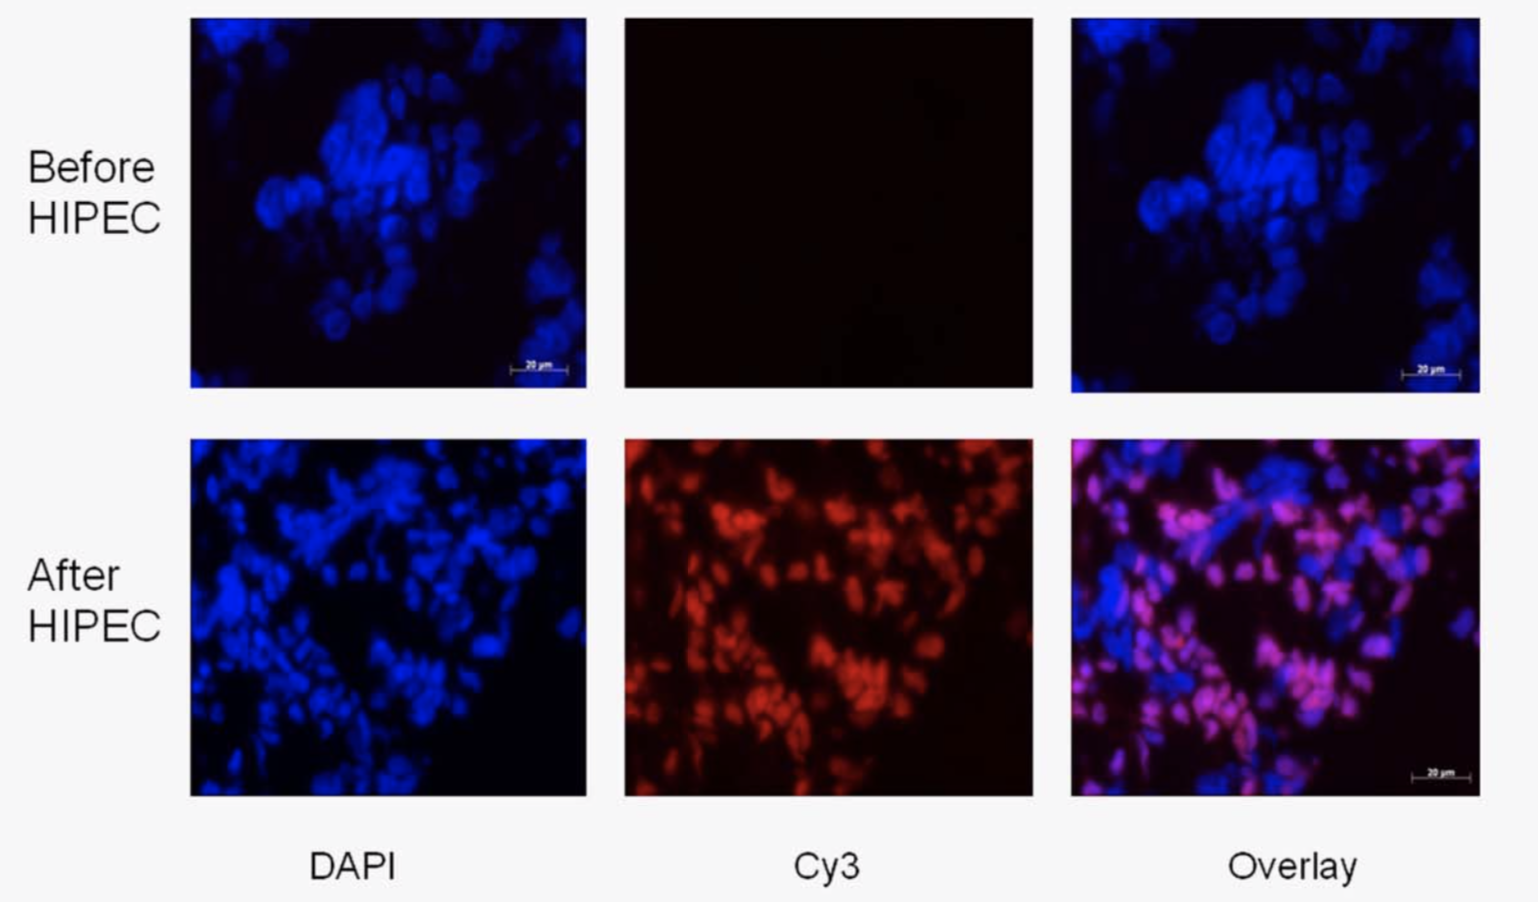 Before
HIPEC
20 µm
20 µm
After
HIPEC
20 µm
DAPI
Cy3
Overlay